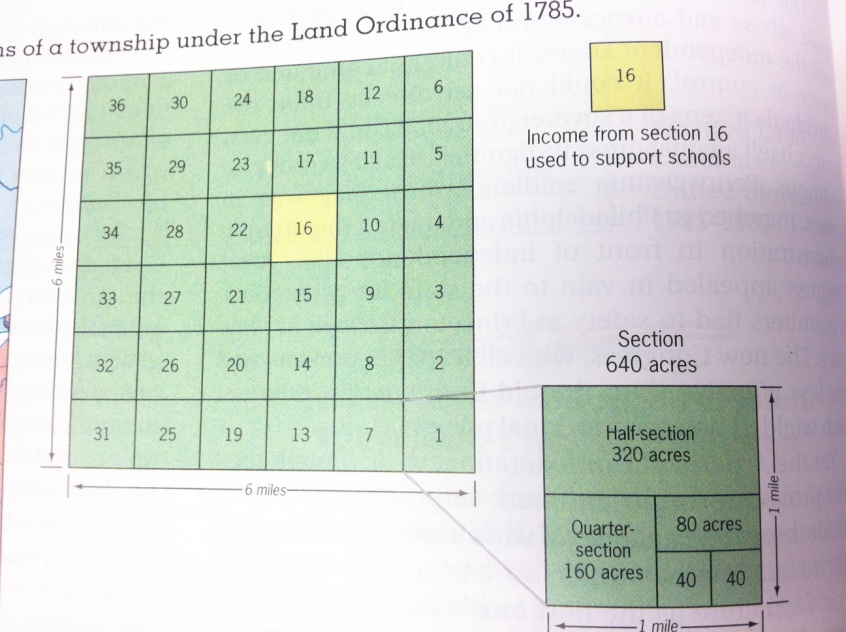 ns of a township under the Land Ordinance of 1785.
36 30 24 18 12 6
35 29 23 17 11 5
34 28 22 16 10 4
33 27 21 15 9 3
32 26 20 14 8 2
31 25 19 13 7 1
6 miles
6 miles
16
Income from section 16
used to support schools
Section
640 acres
Half-section
320 acres
Quarter-
section
160 acres
80 acres
40 40
1 mile
1 mile